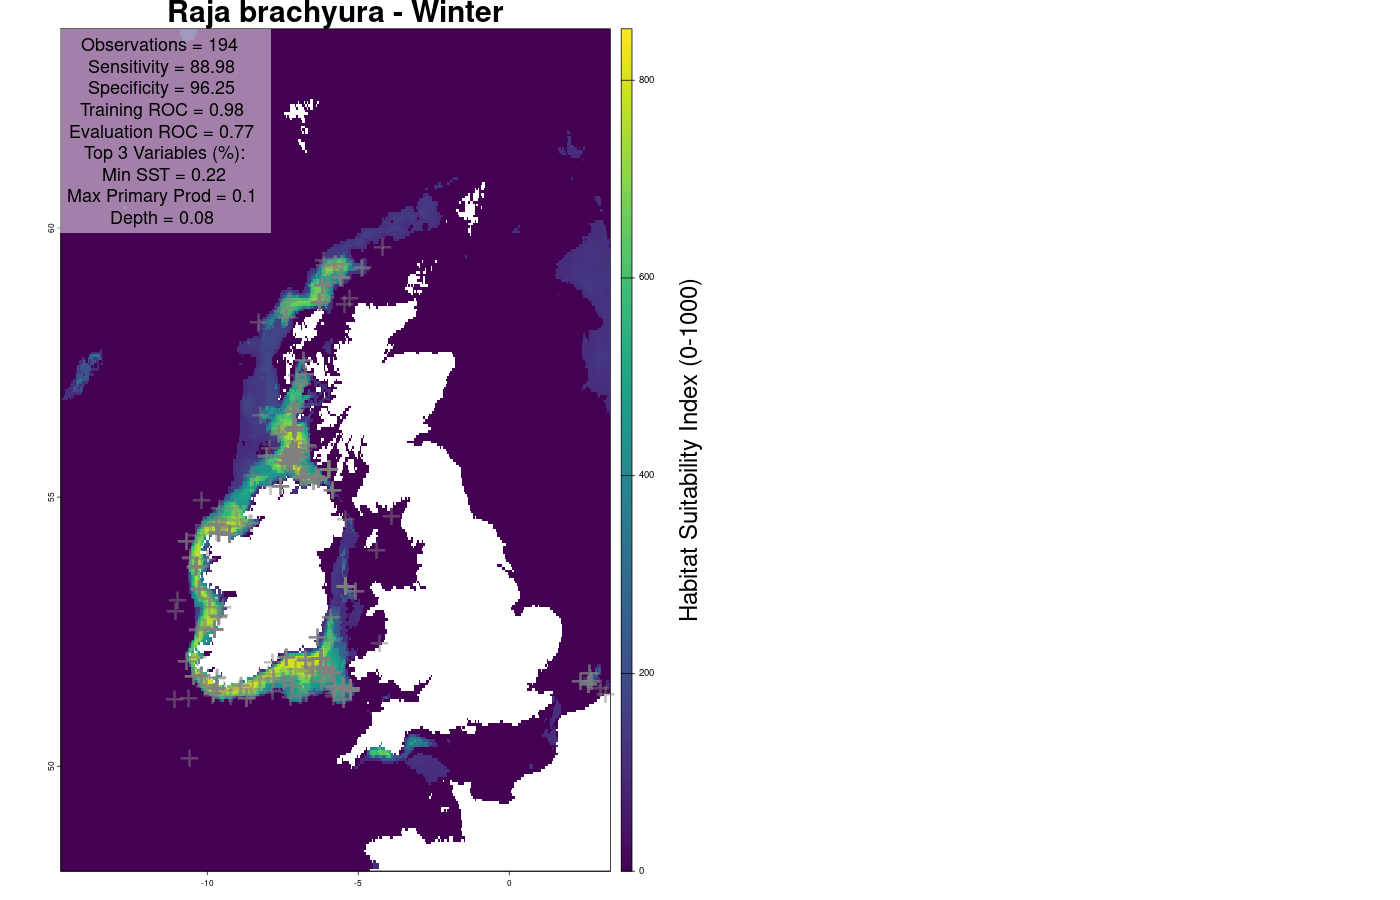 Raja brachyura - Winter
Observations = 194
Sensitivity = 88.98
Specificity = 96.25
Training ROC = 0.98
Evaluation ROC = 0.77
Top 3 Variables (%):
Min SST = 0.22
Max Primary Prod = 0.1
Depth = 0.08
60
55
50
-10
-5
0
800
600
400
200
0
Habitat Suitability Index (0-1000)